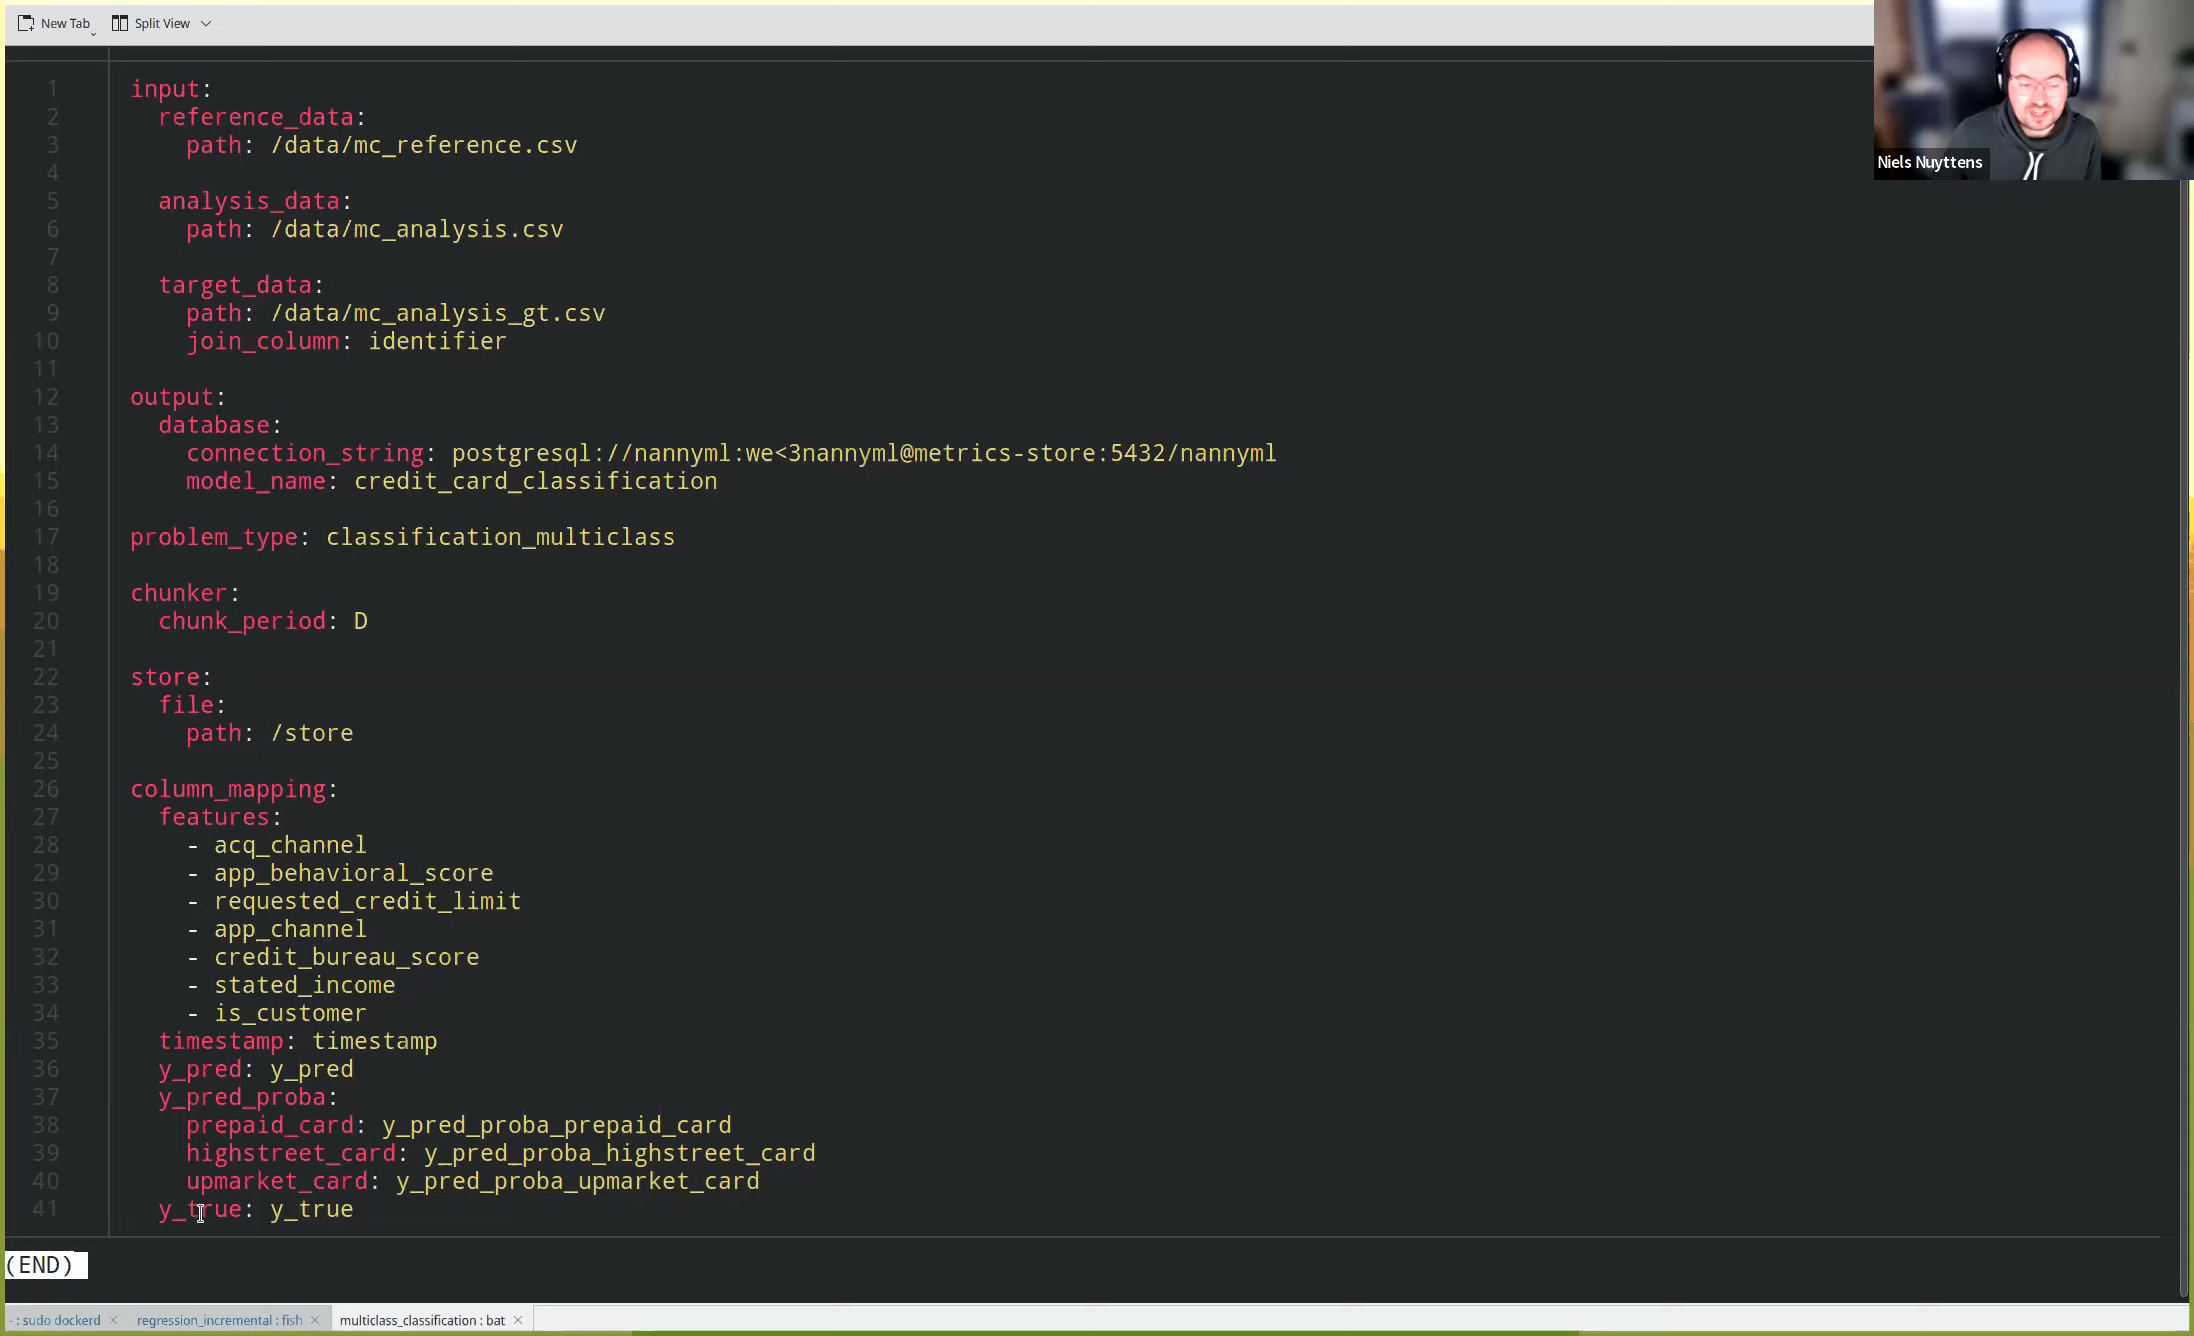 New Tab Split View
Niels Nuyttens
1 input:
2 reference_data:
3 path: /data/mc_reference.csv
4
5 analysis_data:
6 path: /data/mc_analysis.csv
7
8 target_data:
9 path: /data/mc_analysis_gt.csv
10 join_column: identifier
11
12 output:
13 database:
14 connection_string: postgresql://nannyml:we<3nannyml@metrics-store:5432/nannyml
15 model_name: credit_card_classification
16
17 problem_type: classification_multiclass
18
19 chunker:
20 chunk_period: D
21
22 store:
23 file:
24 path: /store
25
26 column_mapping:
27 features:
28 - acq_channel
29 - app_behavioral_score
30 - requested_credit_limit
31 - app_channel
32 - credit_bureau_score
33 - stated_income
34 - is_customer
35 timestamp: timestamp
36 y_pred: y_pred
37 y_pred_proba:
38 prepaid_card: y_pred_proba_prepaid_card
39 highstreet_card: y_pred_proba_highstreet_card
40 upmarket_card: y_pred_proba_upmarket_card
41 y_true: y_true
(END)
- : sudo dockerd regression_incremental : fish multiclass_classification : bat